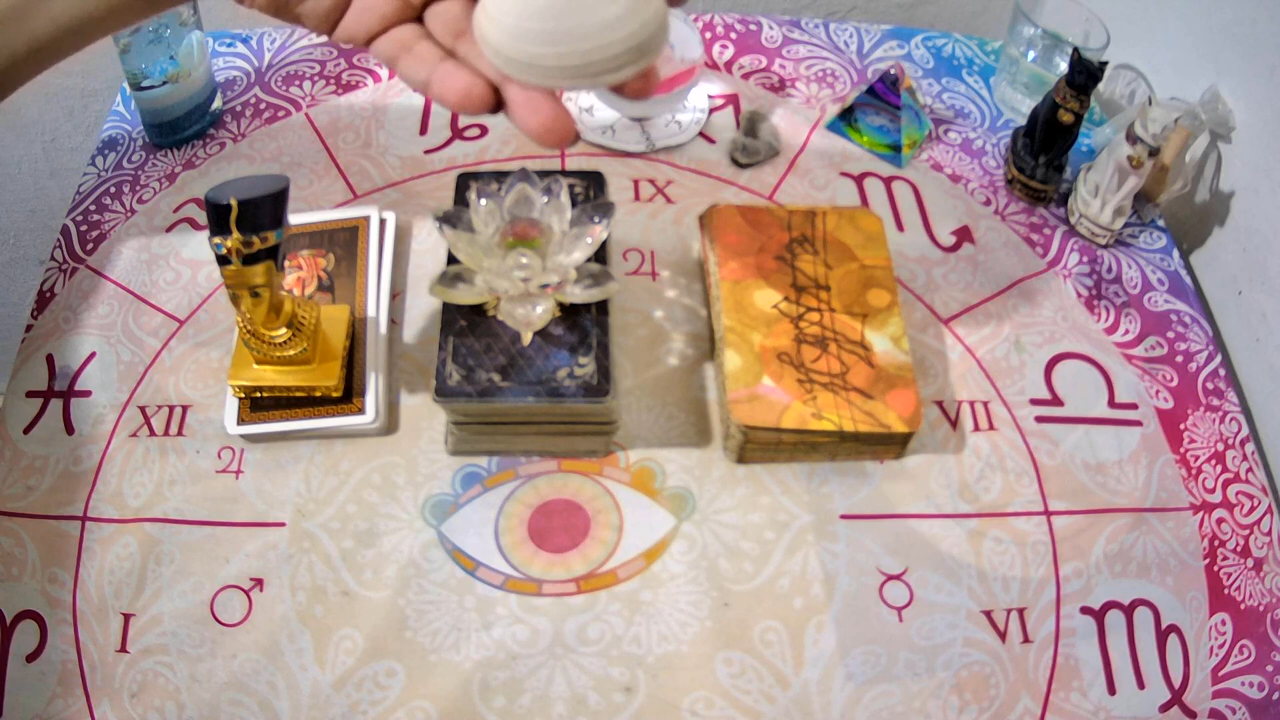 ♑ ♐
♒ IX ♏
♃
♓ XII VII ♎
♃
♂ ☿
♈ I VI ♍